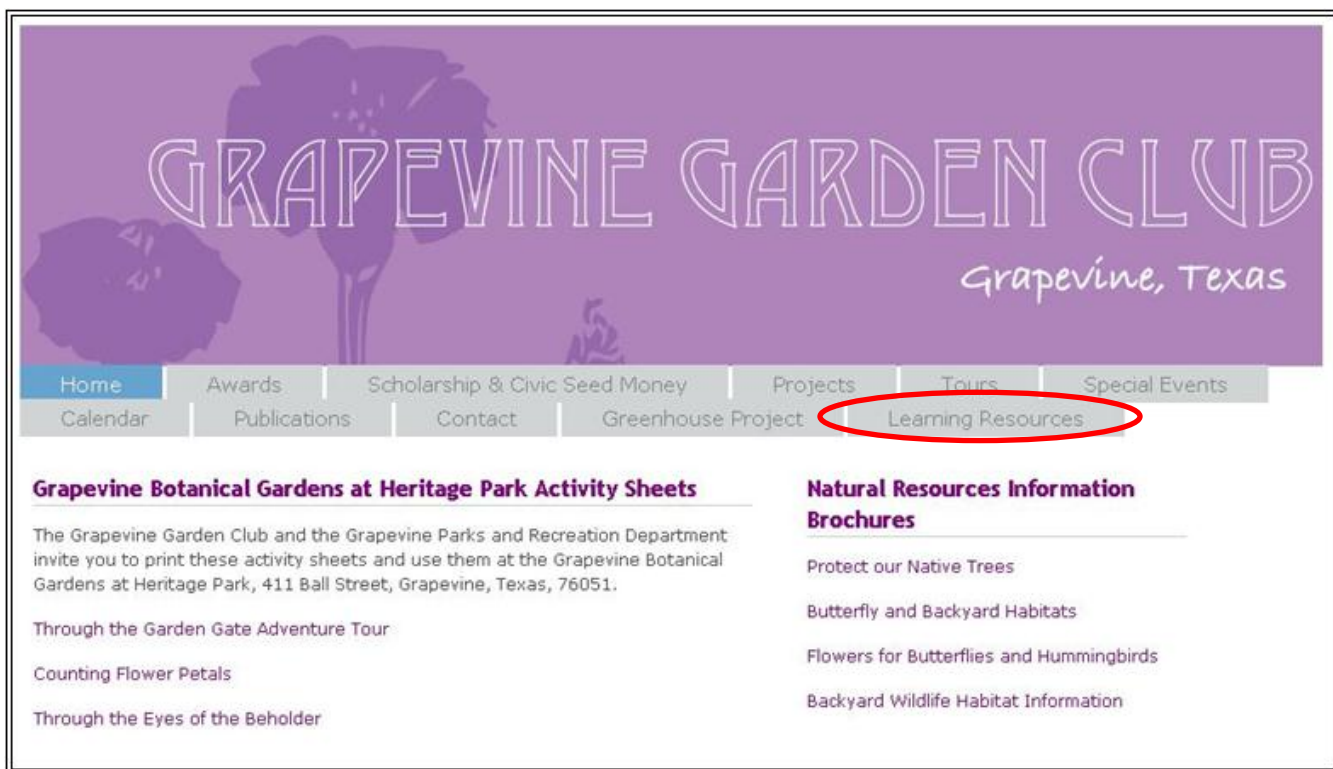 GRAPEVINE GARDEN CLUB
Grapevine, Texas
Home Awards Scholarship & Civic Seed Money Projects Tours Special Events
Calendar Publications Contact Greenhouse Project Learning Resources
Grapevine Botanical Gardens at Heritage Park Activity Sheets
The Grapevine Garden Club and the Grapevine Parks and Recreation Department
invite you to print these activity sheets and use them at the Grapevine Botanical
Gardens at Heritage Park, 411 Ball Street, Grapevine, Texas, 76051.
Through the Garden Gate Adventure Tour
Counting Flower Petals
Through the Eyes of the Beholder
Natural Resources Information
Brochures
Protect our Native Trees
Butterfly and Backyard Habitats
Flowers for Butterflies and Hummingbirds
Backyard Wildlife Habitat Information